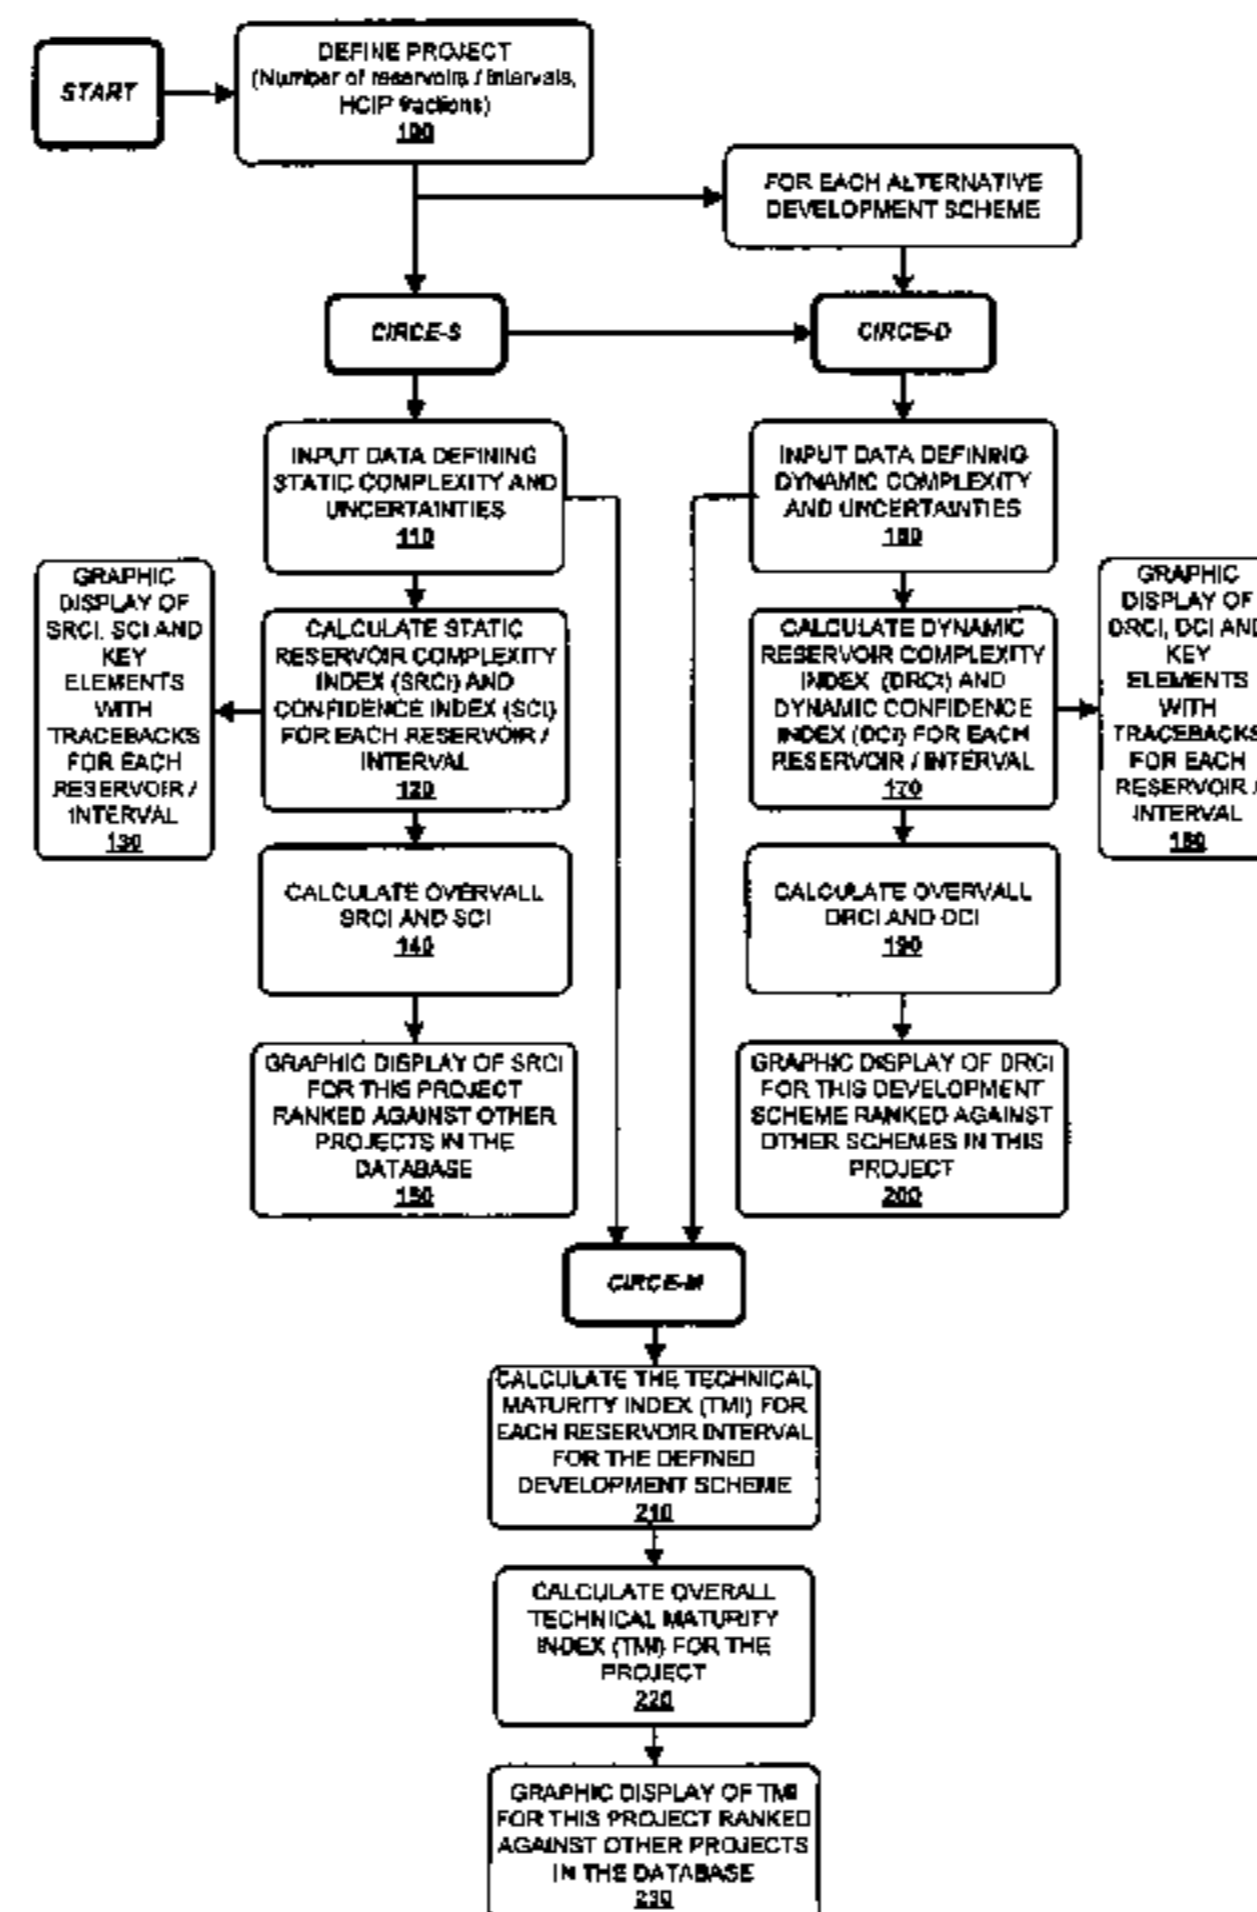 START
DEFINE PROJECT
(Number of reservoirs / intervals,
HCIP fractions)
100
FOR EACH ALTERNATIVE
DEVELOPMENT SCHEME
CIRCE-S
CIRCE-D
INPUT DATA DEFINING
STATIC COMPLEXITY AND
UNCERTAINTIES
110
INPUT DATA DEFINING
DYNAMIC COMPLEXITY
AND UNCERTAINTIES
160
GRAPHIC
DISPLAY OF
SRCI, SCI AND
KEY
ELEMENTS
WITH
TRACEBACKS
FOR EACH
RESERVOIR /
INTERVAL
130
CALCULATE STATIC
RESERVOIR COMPLEXITY
INDEX (SRCI) AND
CONFIDENCE INDEX (SCI)
FOR EACH RESERVOIR /
INTERVAL
120
CALCULATE DYNAMIC
RESERVOIR COMPLEXITY
INDEX (DRCI) AND
DYNAMIC CONFIDENCE
INDEX (DCI) FOR EACH
RESERVOIR / INTERVAL
170
GRAPHIC
DISPLAY OF
DRCI, DCI AND
KEY
ELEMENTS
WITH
TRACEBACKS
FOR EACH
RESERVOIR /
INTERVAL
180
CALCULATE OVERVALL
SRCI AND SCI
140
CALCULATE OVERVALL
DRCI AND DCI
190
GRAPHIC DISPLAY OF SRCI
FOR THIS PROJECT
RANKED AGAINST OTHER
PROJECTS IN THE
DATABASE
150
GRAPHIC DISPLAY OF DRCI
FOR THIS DEVELOPMENT
SCHEME RANKED AGAINST
OTHER SCHEMES IN THIS
PROJECT
200
CIRCE-M
CALCULATE THE TECHNICAL
MATURITY INDEX (TMI) FOR
EACH RESERVOIR INTERVAL
FOR THE DEFINED
DEVELOPMENT SCHEME
210
CALCULATE OVERALL
TECHNICAL MATURITY
INDEX (TMI) FOR THE
PROJECT
220
GRAPHIC DISPLAY OF TMI
FOR THIS PROJECT RANKED
AGAINST OTHER PROJECTS
IN THE DATABASE
230